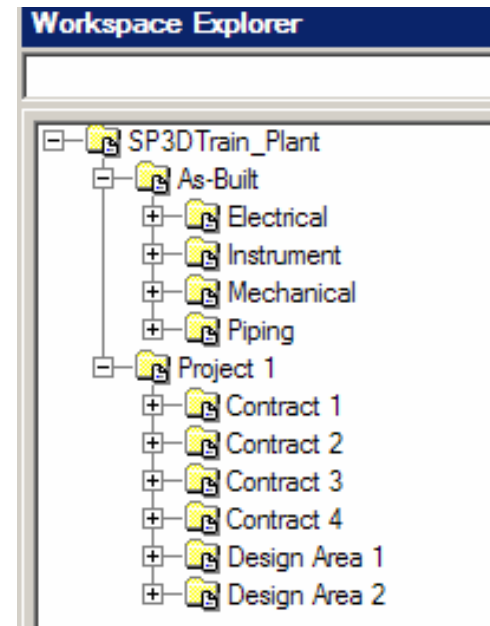 Workspace Explorer
SP3DTrain_Plant
As-Built
Electrical
Instrument
Mechanical
Piping
Project 1
Contract 1
Contract 2
Contract 3
Contract 4
Design Area 1
Design Area 2